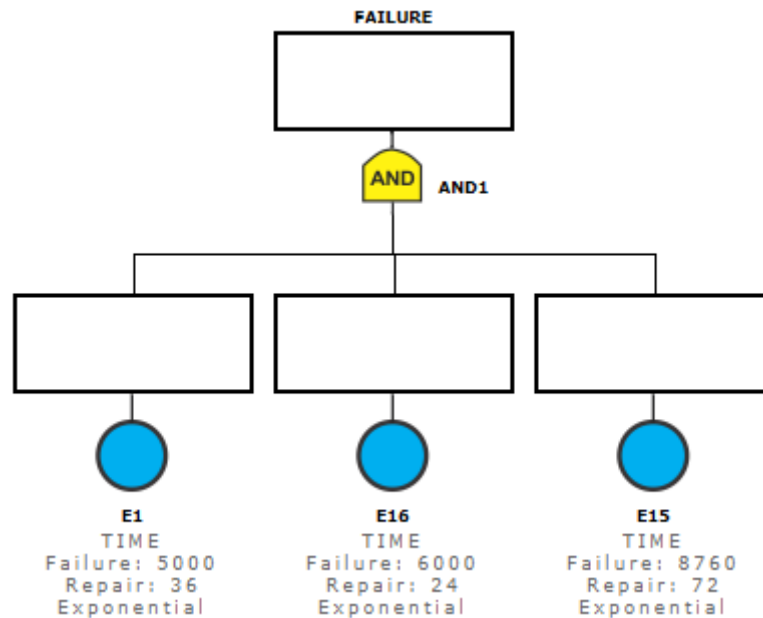 FAILURE
AND
AND1
E1
TIME
Failure: 5000
Repair: 36
Exponential
E16
TIME
Failure: 6000
Repair: 24
Exponential
E15
TIME
Failure: 8760
Repair: 72
Exponential